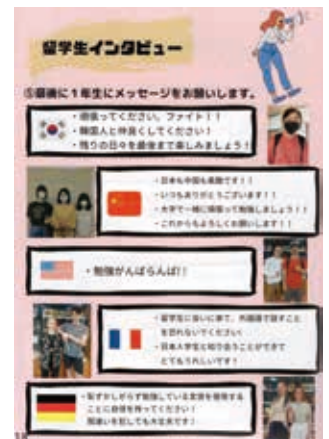 留学生インタビュー
⑤最後に１年生にメッセージをお願いします。
・頑張ってください、ファイト！！
・韓国人と仲良くしてください！
・残りの日々を最後まで楽しみましょう！
・日本も中国も素敵です！！
・いつもありがとうございます！！
・大学で一緒に頑張って勉強しましょう！！
・これからもよろしくお願いします！！
・勉強がんばらんば!!
・留学生に会いに来て、外国語で話すこと
を恐れないでください。
・日本人学生と知り合うことができて
とてもうれしいです！
・恥ずかしがらず勉強している言語を使用する
ことに自信を持ってください！
間違いを犯しても大丈夫です！